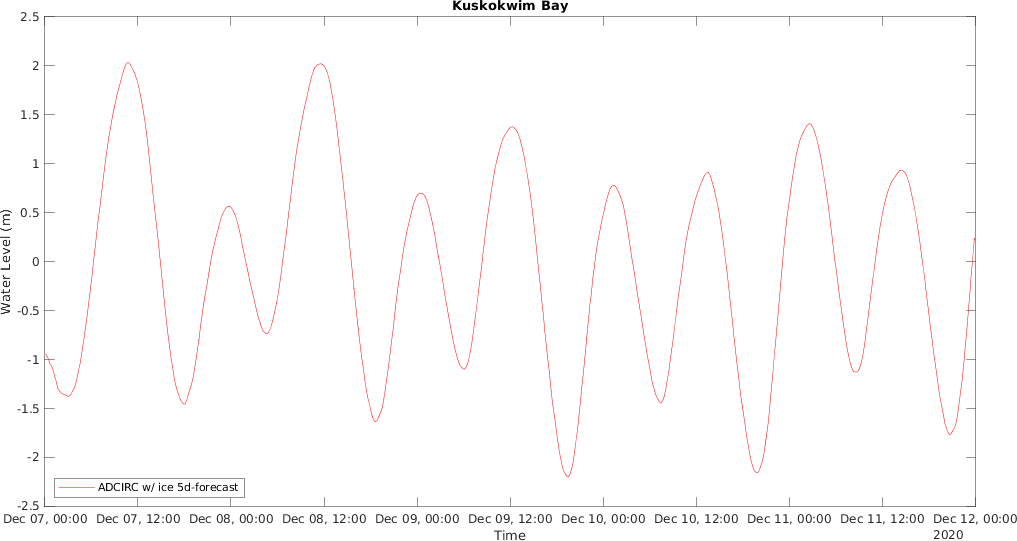 Kuskokwim Bay
2.5
2
1.5
1
0.5
0
-0.5
-1
-1.5
-2
-2.5
Water Level (m)
ADCIRC w/ ice 5d-forecast
Dec 07, 00:00 Dec 07, 12:00 Dec 08, 00:00 Dec 08, 12:00 Dec 09, 00:00 Dec 09, 12:00 Dec 10, 00:00 Dec 10, 12:00 Dec 11, 00:00 Dec 11, 12:00 Dec 12, 00:00
Time 2020